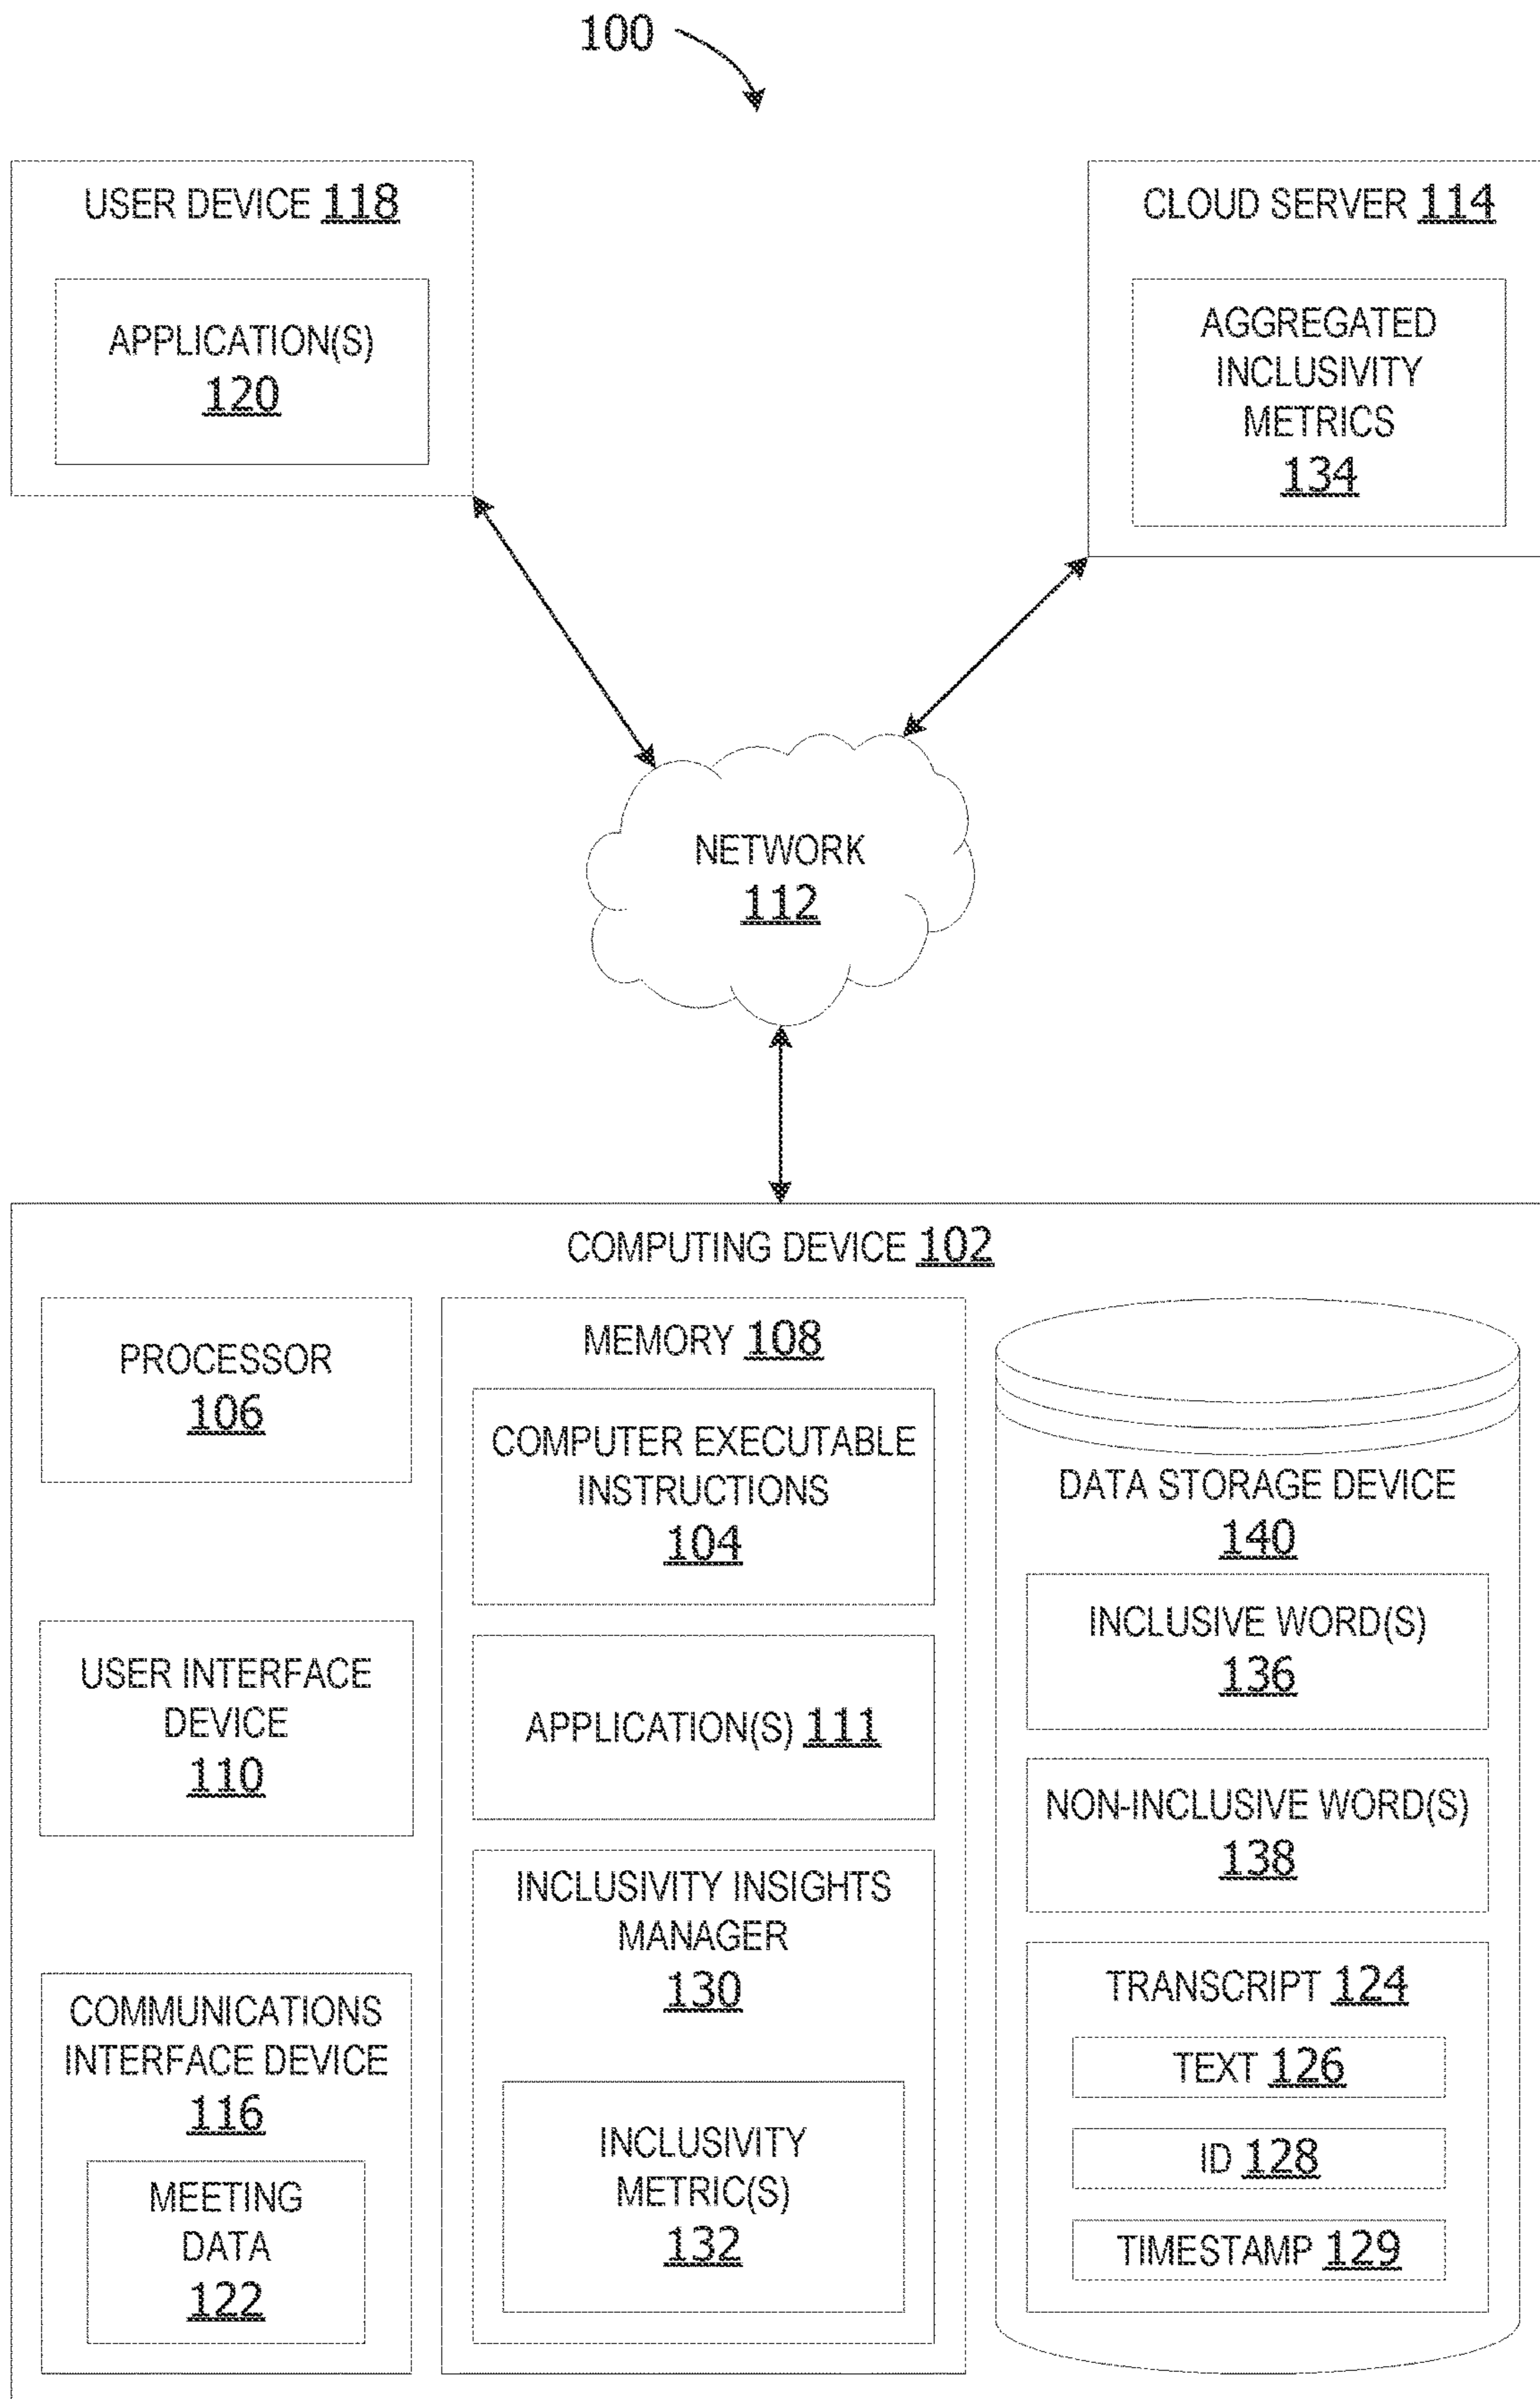 100
USER DEVICE 118
APPLICATION(S)
120
CLOUD SERVER 114
AGGREGATED
INCLUSIVITY
METRICS
134
NETWORK
112
COMPUTING DEVICE 102
PROCESSOR
106
USER INTERFACE
DEVICE
110
COMMUNICATIONS
INTERFACE DEVICE
116
MEETING
DATA
122
MEMORY 108
COMPUTER EXECUTABLE
INSTRUCTIONS
104
APPLICATION(S) 111
INCLUSIVITY INSIGHTS
MANAGER
130
INCLUSIVITY
METRIC(S)
132
DATA STORAGE DEVICE
140
INCLUSIVE WORD(S)
136
NON-INCLUSIVE WORD(S)
138
TRANSCRIPT 124
TEXT 126
ID 128
TIMESTAMP 129